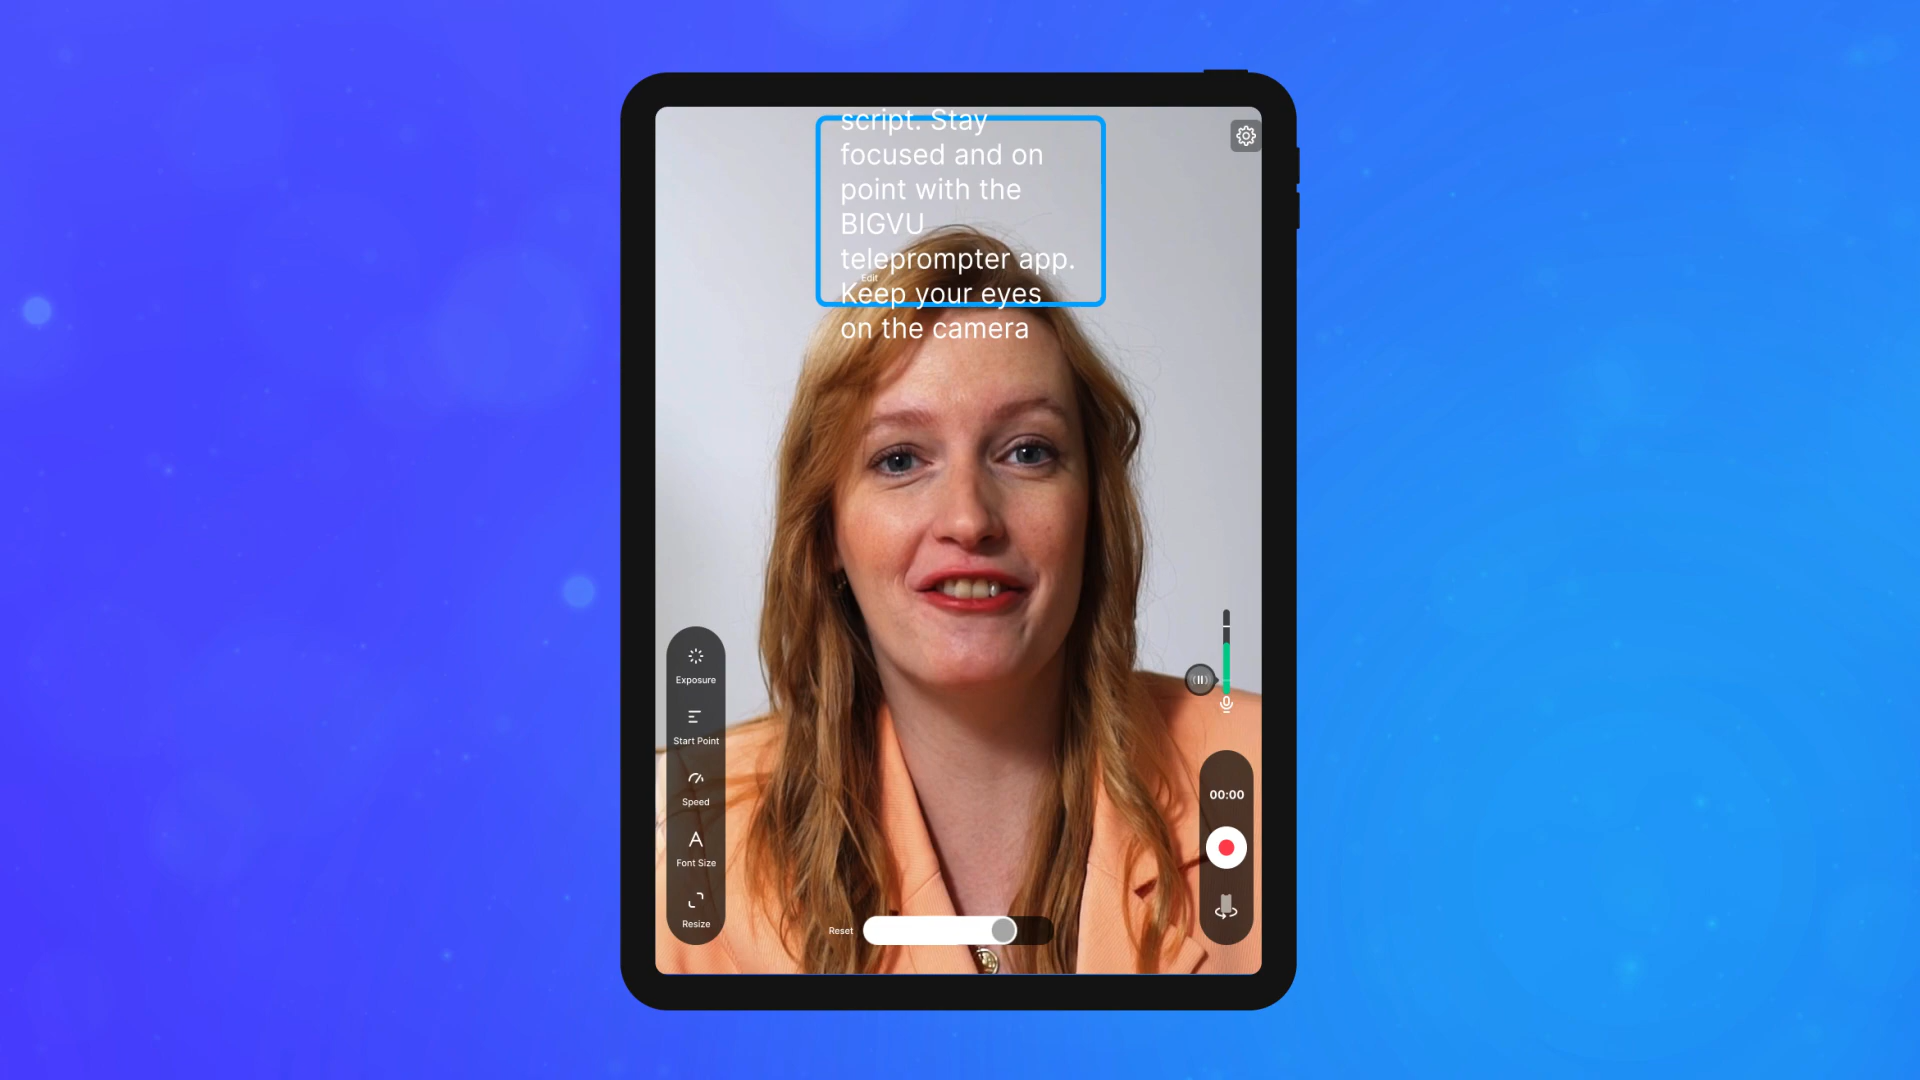 script. Stay
focused and on
point with the
BIGVU
teleprompter app.
Edit
Keep your eyes
on the camera
Exposure
Start Point
Speed
Font Size
Resize
Reset
00:00